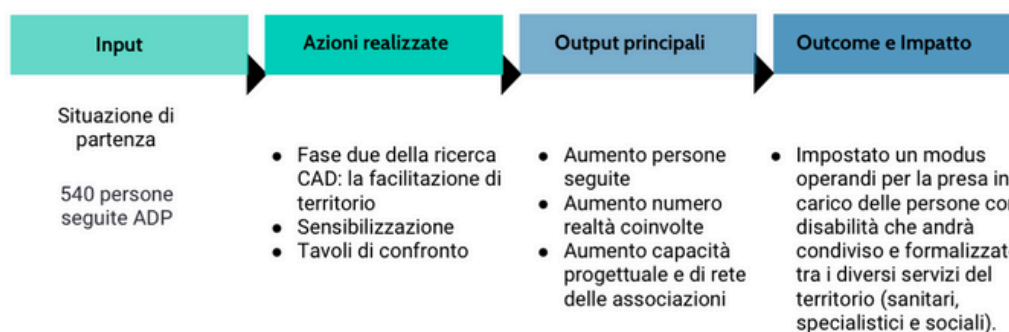 Input
Azioni realizzate
Output principali
Outcome e Impatto
Situazione di
partenza
540 persone
seguite ADP
● Fase due della ricerca
CAD: la facilitazione di
territorio
● Sensibilizzazione
● Tavoli di confronto
● Aumento persone
seguite
● Aumento numero
realtà coinvolte
● Aumento capacità
progettuale e di rete
delle associazioni
● Impostato un modus
operandi per la presa in
carico delle persone con
disabilità che andrà
condiviso e formalizzato
tra i diversi servizi del
territorio (sanitari,
specialistici e sociali).